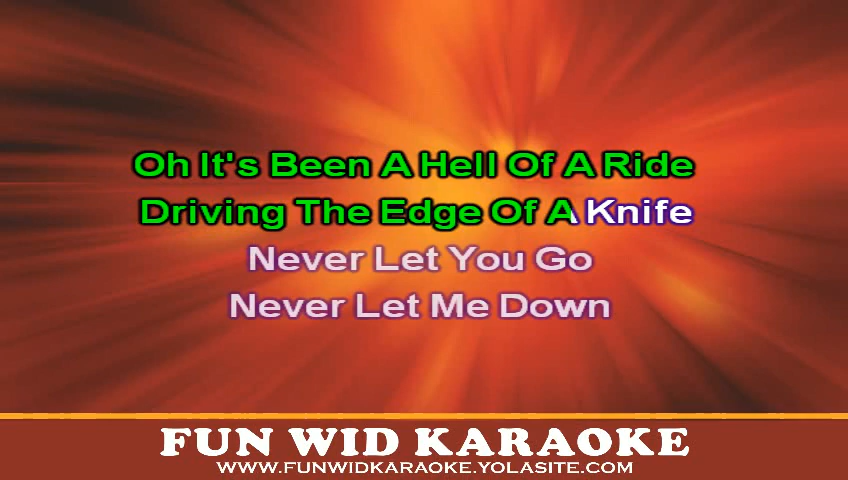 Oh It's Been A Hell Of A Ride
Driving The Edge Of A Knife
Never Let You Go
Never Let Me Down
FUN WID KARAOKE
WWW.FUNWIDKARAOKE.YOLASITE.COM